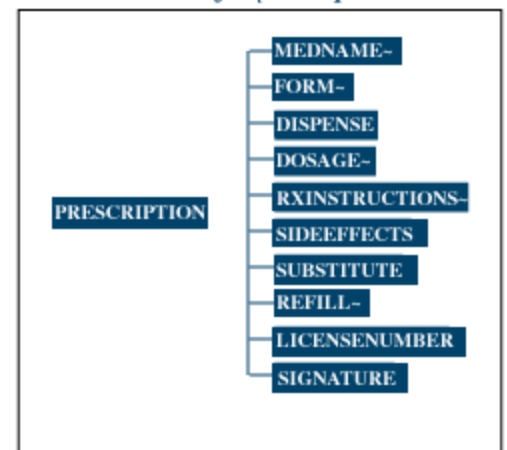 MEDNAME~
FORM~
DISPENSE
DOSAGE~
RXINSTRUCTIONS~
PRESCRIPTION
SIDEEFFECTS
SUBSTITUTE
REFILL~
LICENSENUMBER
SIGNATURE